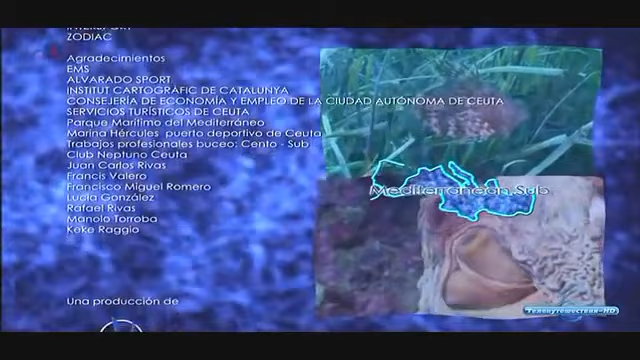 ZODIAC
Agradecimientos
EMS
ALVARADO SPORT
INSTITUT CARTOGRÀFIC DE CATALUNYA
CONSEJERÍA DE ECONOMÍA Y EMPLEO DE LA CIUDAD AUTÓNOMA DE CEUTA
SERVICIOS TURÍSTICOS DE CEUTA
Parque Marítimo del Mediterráneo
Marina Hércules puerto deportivo de Ceuta
Trabajos profesionales buceo: Cento - Sub
Club Neptuno Ceuta
Juan Carlos Rivas
Francis Valero
Francisco Miguel Romero
Lucía González
Rafael Rivas
Manolo Torroba
Keke Raggio
Mediterranean Sub
Una producción de
Телепутешествия-HD